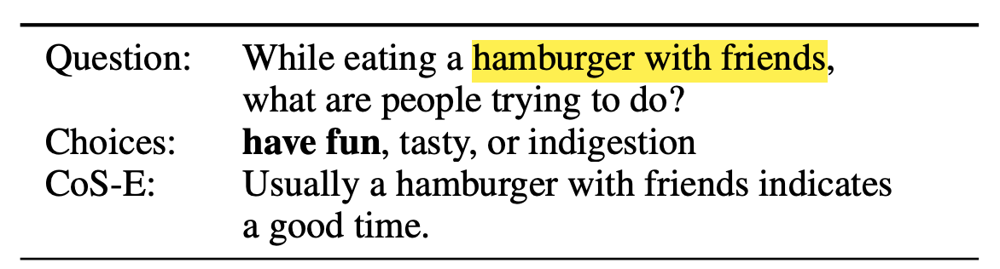 Question: While eating a hamburger with friends,
what are people trying to do?
Choices: have fun, tasty, or indigestion
CoS-E: Usually a hamburger with friends indicates
a good time.